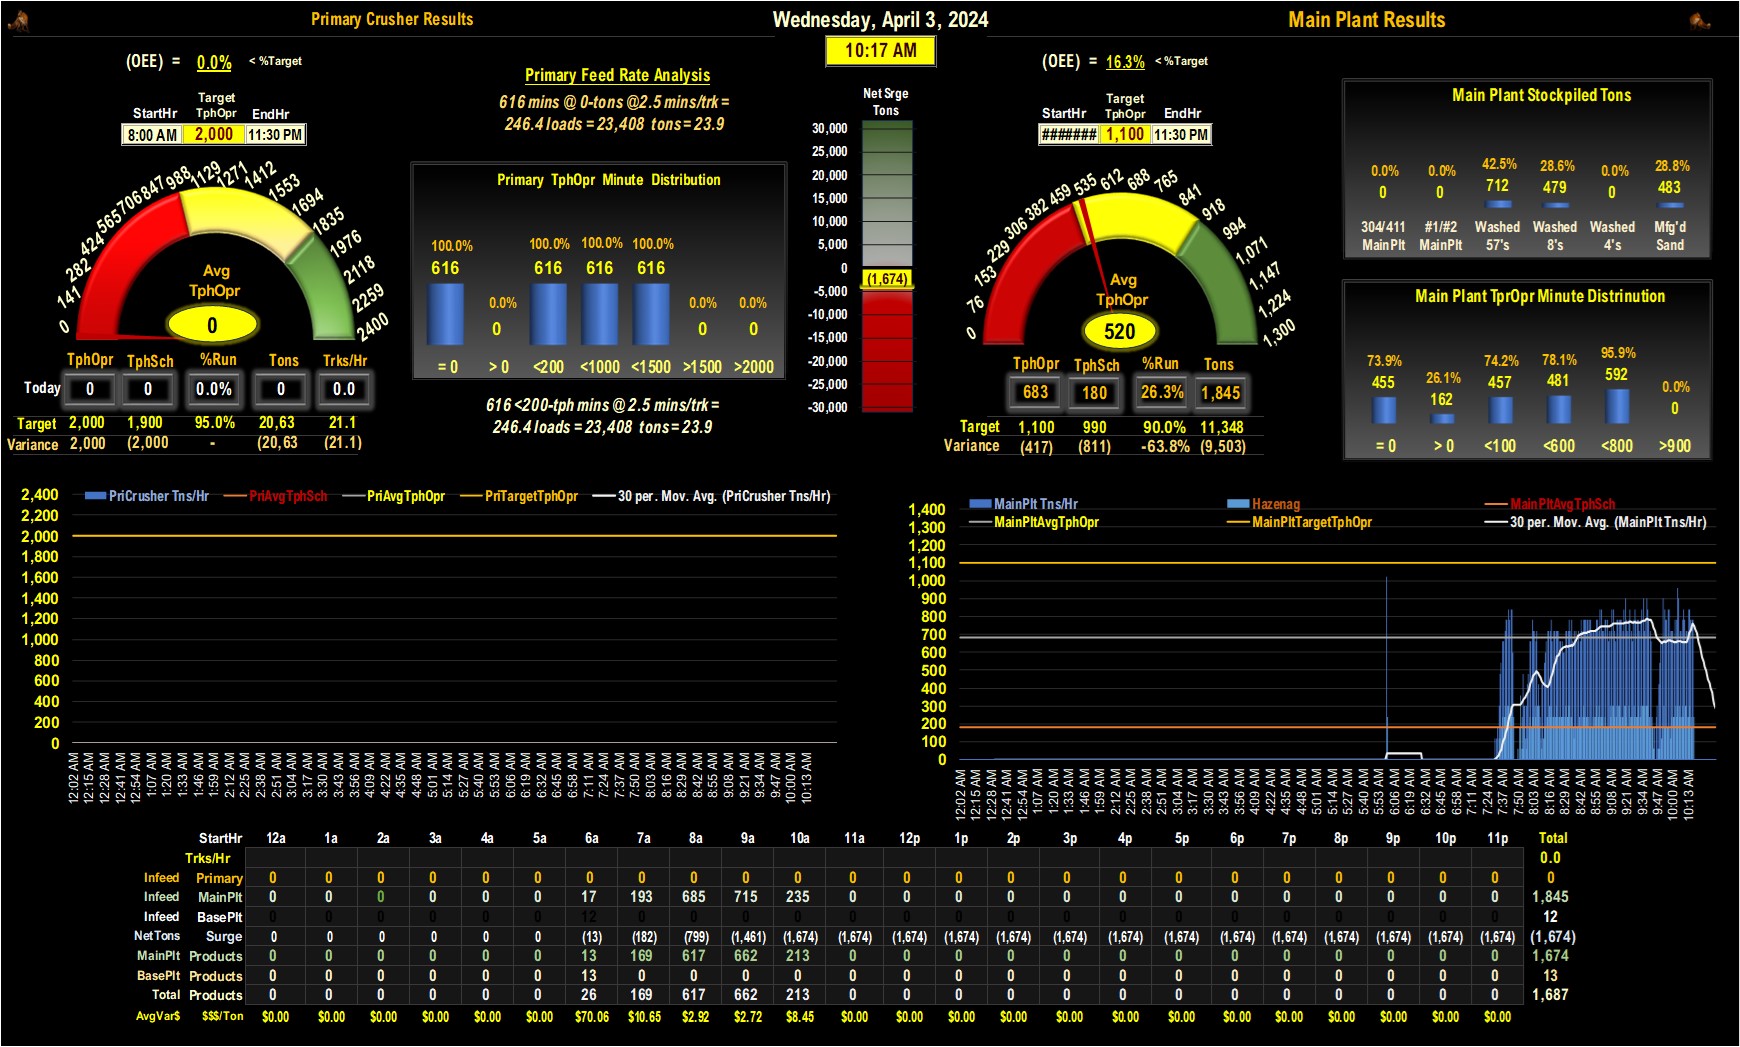 Primary Crusher Results
Wednesday, April 3, 2024
Main Plant Results
10:17 AM
(OEE) = 0.0% < %Target
Target
StartHr TphOpr EndHr
8:00 AM 2,000 11:30 PM
0 141 282 424 565 706 847 988 1129 1271 1412 1553 1694 1835 1976 2118 2259 2400
Avg
TphOpr
0
TphOpr TphSch %Run Tons Trks/Hr
Today 0 0 0.0% 0 0.0
Target 2,000 1,900 95.0% 20,63 21.1
Variance 2,000 (2,000 - (20,63 (21.1)
Primary Feed Rate Analysis
616 mins @ 0-tons @2.5 mins/trk =
246.4 loads = 23,408 tons = 23.9
Primary TphOpr Minute Distribution
100.0% 0.0% 100.0% 100.0% 100.0% 0.0% 0.0%
616 0 616 616 616 0 0
= 0 > 0 <200 <1000 <1500 >1500 >2000
616 <200-tph mins @ 2.5 mins/trk =
246.4 loads = 23,408 tons = 23.9
Net Srge
Tons
30,000
25,000
20,000
15,000
10,000
5,000
0
(1,674)
-5,000
-10,000
-15,000
-20,000
-25,000
-30,000
(OEE) = 16.3% < %Target
Target
StartHr TphOpr EndHr
####### 1,100 11:30 PM
0 76 153 229 306 382 459 535 612 688 765 841 918 994 1,071 1,147 1,224 1,300
Avg
TphOpr
520
TphOpr TphSch %Run Tons
683 180 26.3% 1,845
Target 1,100 990 90.0% 11,348
Variance (417) (811) -63.8% (9,503)
Main Plant Stockpiled Tons
0.0% 0.0% 42.5% 28.6% 0.0% 28.8%
0 0 712 479 0 483
304/411 #1/#2 Washed Washed Washed Mfg'd
MainPlt MainPlt 57's 8's 4's Sand
Main Plant TprOpr Minute Distrinution
73.9% 26.1% 74.2% 78.1% 95.9% 0.0%
455 162 457 481 592 0
= 0 > 0 <100 <600 <800 >900
PriCrusher Tns/Hr PriAvgTphSch PriAvgTphOpr PriTargetTphOpr 30 per. Mov. Avg. (PriCrusher Tns/Hr)
2,400
2,200
2,000
1,800
1,600
1,400
1,200
1,000
800
600
400
200
0
12:02 AM 12:15 AM 12:28 AM 12:41 AM 12:54 AM 1:07 AM 1:20 AM 1:33 AM 1:46 AM 1:59 AM 2:12 AM 2:25 AM 2:38 AM 2:51 AM 3:04 AM 3:17 AM 3:30 AM 3:43 AM 3:56 AM 4:09 AM 4:22 AM 4:35 AM 4:48 AM 5:01 AM 5:14 AM 5:27 AM 5:40 AM 5:53 AM 6:06 AM 6:19 AM 6:32 AM 6:45 AM 6:58 AM 7:11 AM 7:24 AM 7:37 AM 7:50 AM 8:03 AM 8:16 AM 8:29 AM 8:42 AM 8:55 AM 9:08 AM 9:21 AM 9:34 AM 9:47 AM 10:00 AM 10:13 AM
MainPlt Tns/Hr Hazenag MainPltAvgTphSch
MainPltAvgTphOpr MainPltTargetTphOpr 30 per. Mov. Avg. (MainPlt Tns/Hr)
1,400
1,300
1,200
1,100
1,000
900
800
700
600
500
400
300
200
100
0
12:02 AM 12:15 AM 12:28 AM 12:41 AM 12:54 AM 1:07 AM 1:20 AM 1:33 AM 1:46 AM 1:59 AM 2:12 AM 2:25 AM 2:38 AM 2:51 AM 3:04 AM 3:17 AM 3:30 AM 3:43 AM 3:56 AM 4:09 AM 4:22 AM 4:35 AM 4:48 AM 5:01 AM 5:14 AM 5:27 AM 5:40 AM 5:53 AM 6:06 AM 6:19 AM 6:32 AM 6:45 AM 6:58 AM 7:11 AM 7:24 AM 7:37 AM 7:50 AM 8:03 AM 8:16 AM 8:29 AM 8:42 AM 8:55 AM 9:08 AM 9:21 AM 9:34 AM 9:47 AM 10:00 AM 10:13 AM
StartHr 12a 1a 2a 3a 4a 5a 6a 7a 8a 9a 10a 11a 12p 1p 2p 3p 4p 5p 6p 7p 8p 9p 10p 11p Total
Trks/Hr 0.0
Infeed Primary 0 0 0 0 0 0 0 0 0 0 0 0 0 0 0 0 0 0 0 0 0 0 0 0 0
Infeed MainPlt 0 0 0 0 0 0 17 193 685 715 235 0 0 0 0 0 0 0 0 0 0 0 0 0 1,845
Infeed BasePlt 0 0 0 0 0 0 12 0 0 0 0 0 0 0 0 0 0 0 0 0 0 0 0 0 12
NetTons Surge 0 0 0 0 0 0 (13) (182) (799) (1,461) (1,674) (1,674) (1,674) (1,674) (1,674) (1,674) (1,674) (1,674) (1,674) (1,674) (1,674) (1,674) (1,674) (1,674) (1,674)
MainPlt Products 0 0 0 0 0 0 13 169 617 662 213 0 0 0 0 0 0 0 0 0 0 0 0 0 1,674
BasePlt Products 0 0 0 0 0 0 13 0 0 0 0 0 0 0 0 0 0 0 0 0 0 0 0 0 13
Total Products 0 0 0 0 0 0 26 169 617 662 213 0 0 0 0 0 0 0 0 0 0 0 0 0 1,687
AvgVar$ $$$/Ton $0.00 $0.00 $0.00 $0.00 $0.00 $0.00 $70.06 $10.65 $2.92 $2.72 $8.45 $0.00 $0.00 $0.00 $0.00 $0.00 $0.00 $0.00 $0.00 $0.00 $0.00 $0.00 $0.00 $0.00